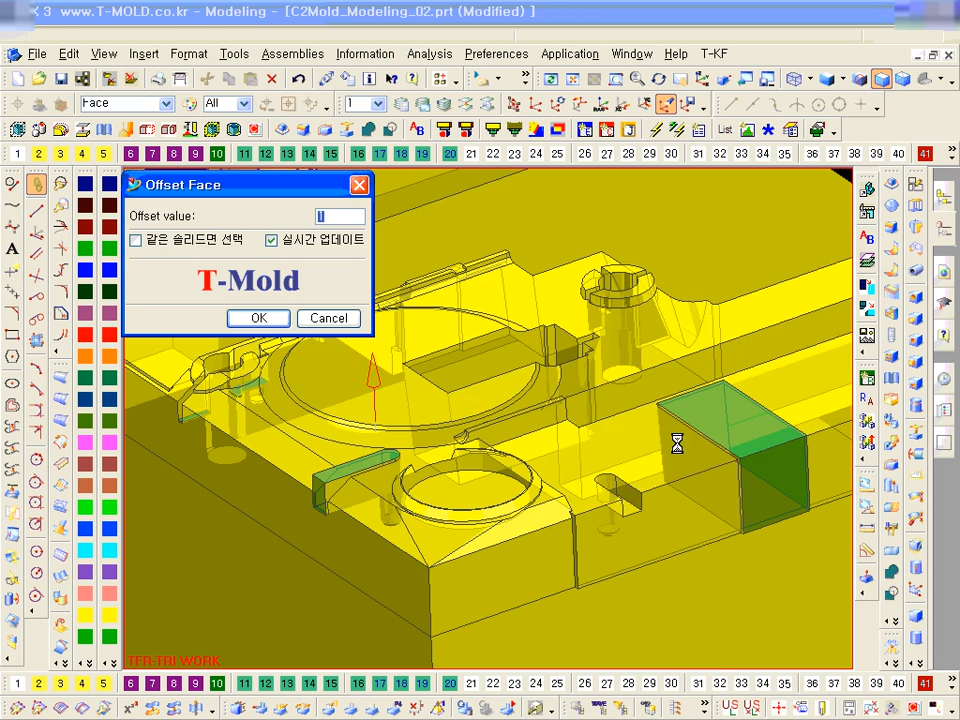 X 3 www.T-MOLD.co.kr - Modeling - [C2Mold_Modeling_02.prt (Modified) ]
File Edit View Insert Format Tools Assemblies Information Analysis Preferences Application Window Help T-KF
Face All 1
List
1 2 3 4 5 6 7 8 9 10 11 12 13 14 15 16 17 18 19 20 21 22 23 24 25 26 27 28 29 30 31 32 33 34 35 36 37 38 39 40 41
Offset Face
Offset value: 1
같은 솔리드면 선택 실시간 업데이트
T-Mold
OK Cancel
TFR-TRI WORK
1 2 3 4 5 6 7 8 9 10 11 12 13 14 15 16 17 18 19 20 21 22 23 24 25 26 27 28 29 30 31 32 33 34 35 36 37 38 39 40 41